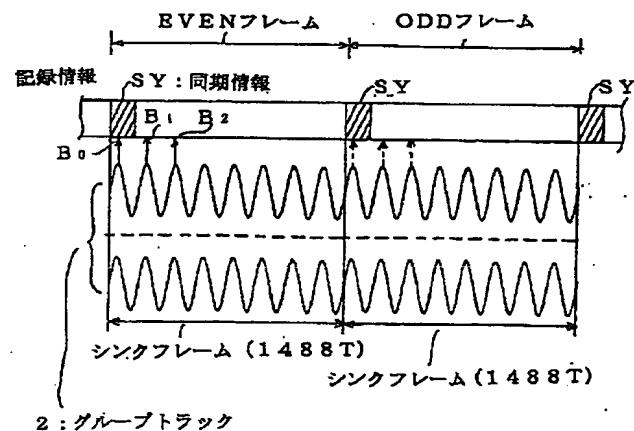 EVENフレーム ODDフレーム
記録情報
SY:同期情報 SY SY
B0 B1 B2
シンクフレーム(1488T)
シンクフレーム(1488T)
2:グルーブトラック